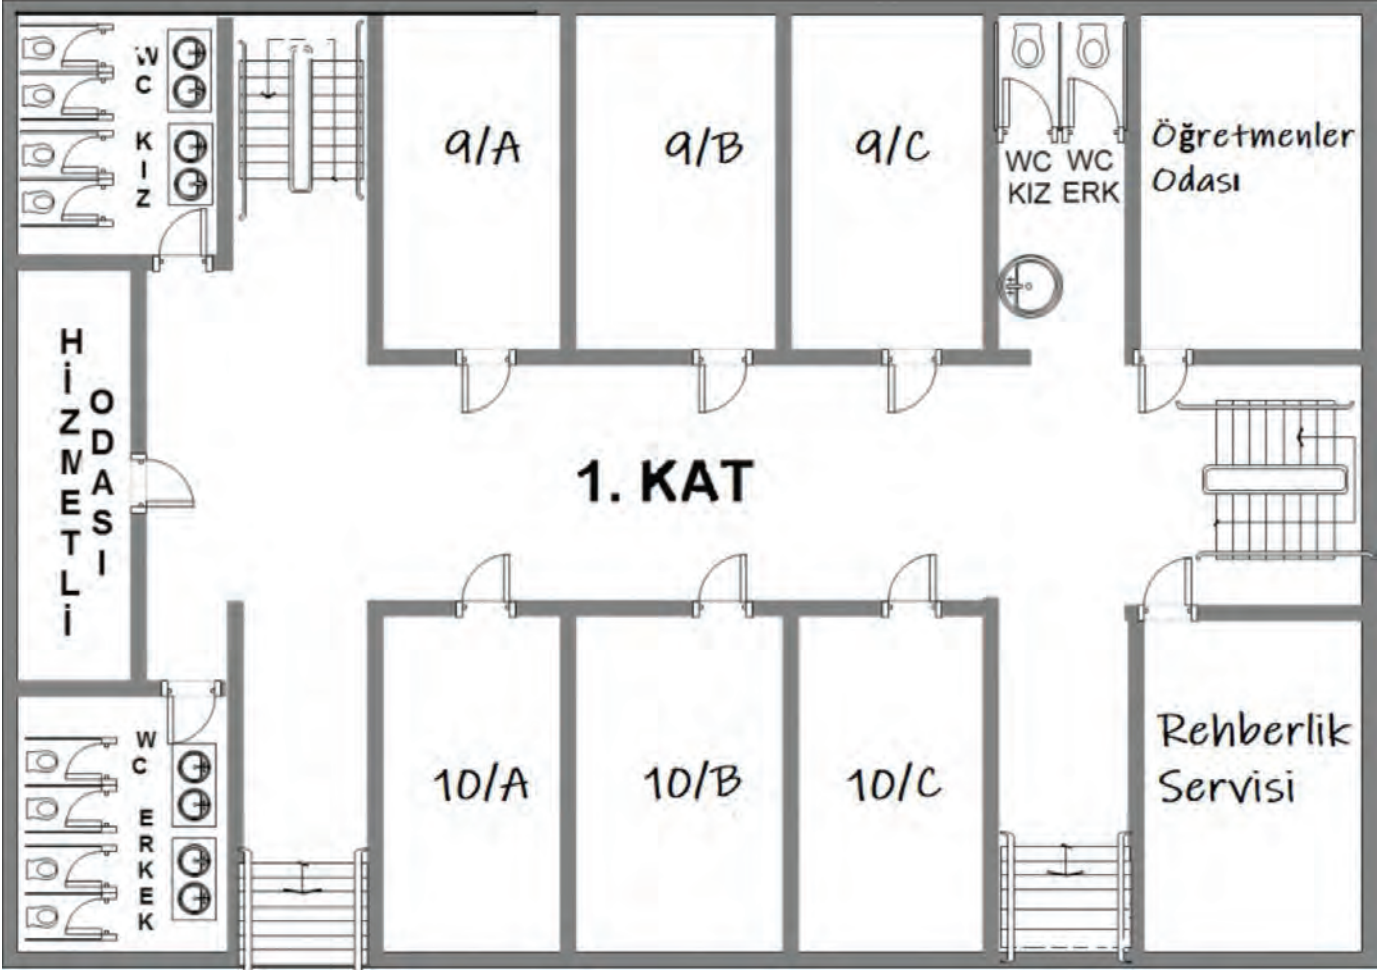 WC KIZ
9/A
9/B
9/C
WC KIZ
WC ERK
Öğretmenler
Odası
HİZMETLİ
ODASI
1. KAT
WC ERKEK
10/A
10/B
10/C
Rehberlik
Servisi